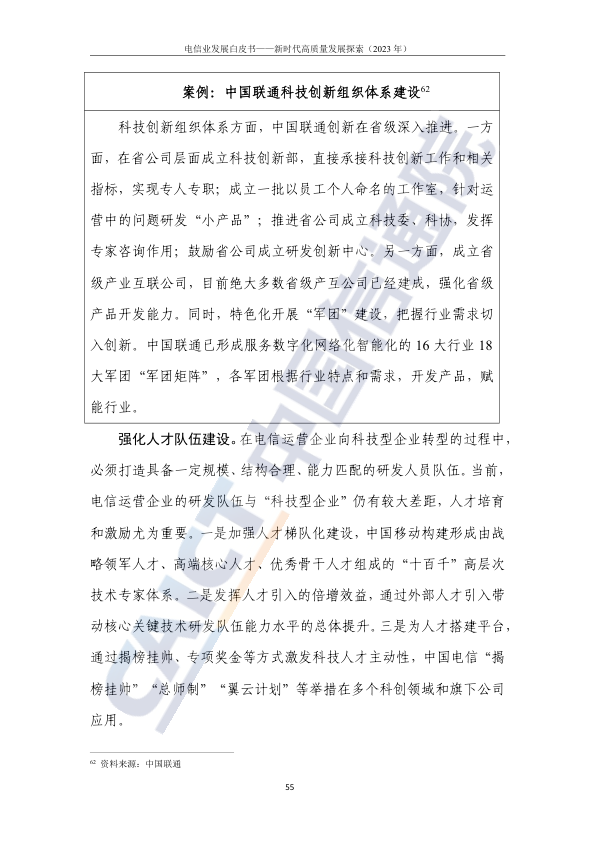 电信业发展白皮书——新时代高质量发展探索（2023 年）
案例：中国联通科技创新组织体系建设62
科技创新组织体系方面，中国联通创新在省级深入推进。一方
面，在省公司层面成立科技创新部，直接承接科技创新工作和相关
指标，实现专人专职；成立一批以员工个人命名的工作室，针对运
营中的问题研发“小产品”；推进省公司成立科技委、科协，发挥
专家咨询作用；鼓励省公司成立研发创新中心。另一方面，成立省
级产业互联公司，目前绝大多数省级产互公司已经建成，强化省级
产品开发能力。同时，特色化开展“军团”建设，把握行业需求切
入创新。中国联通已形成服务数字化网络化智能化的 16 大行业 18
大军团“军团矩阵”，各军团根据行业特点和需求，开发产品，赋
能行业。
强化人才队伍建设。在电信运营企业向科技型企业转型的过程中，
必须打造具备一定规模、结构合理、能力匹配的研发人员队伍。当前，
电信运营企业的研发队伍与“科技型企业”仍有较大差距，人才培育
和激励尤为重要。一是加强人才梯队化建设，中国移动构建形成由战
略领军人才、高端核心人才、优秀骨干人才组成的“十百千”高层次
技术专家体系。二是发挥人才引入的倍增效益，通过外部人才引入带
动核心关键技术研发队伍能力水平的总体提升。三是为人才搭建平台，
通过揭榜挂帅、专项奖金等方式激发科技人才主动性，中国电信“揭
榜挂帅”“总师制”“翼云计划”等举措在多个科创领域和旗下公司
应用。
62 资料来源：中国联通
55
CAICT 中国信通院